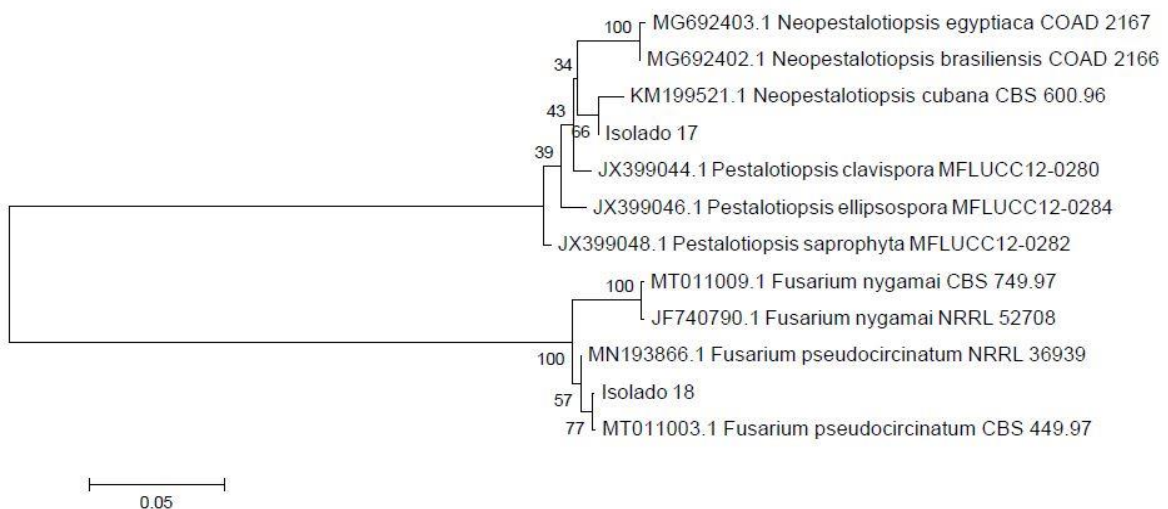 100
MG692403.1 Neopestalotiopsis egyptiaca COAD 2167
MG692402.1 Neopestalotiopsis brasiliensis COAD 2166
34
KM199521.1 Neopestalotiopsis cubana CBS 600.96
43
66
Isolado 17
39
JX399044.1 Pestalotiopsis clavispora MFLUCC12-0280
JX399046.1 Pestalotiopsis ellipsospora MFLUCC12-0284
JX399048.1 Pestalotiopsis saprophyta MFLUCC12-0282
100
MT011009.1 Fusarium nygamai CBS 749.97
JF740790.1 Fusarium nygamai NRRL 52708
100
MN193866.1 Fusarium pseudocircinatum NRRL 36939
Isolado 18
57
77
MT011003.1 Fusarium pseudocircinatum CBS 449.97
0.05